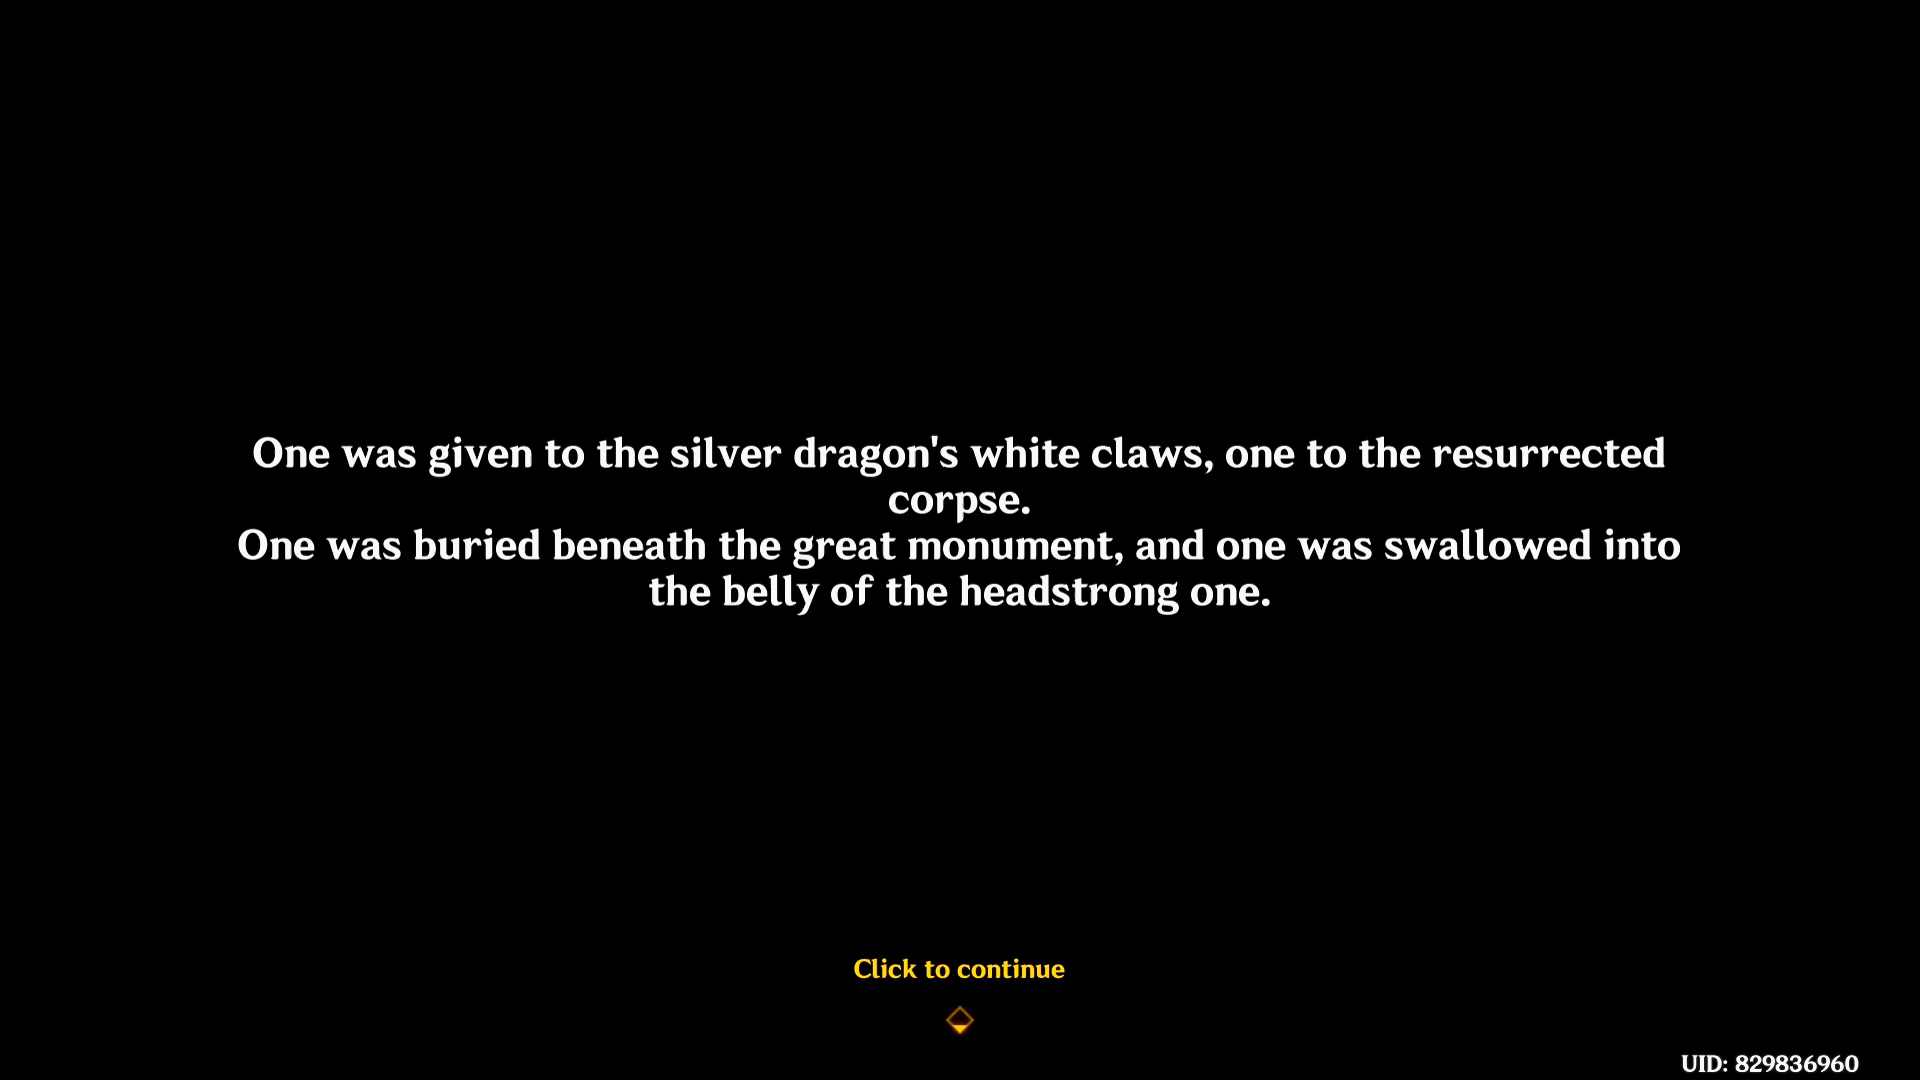 One was given to the silver dragon's white claws, one to the resurrected
corpse.
One was buried beneath the great monument, and one was swallowed into
the belly of the headstrong one.
Click to continue
UID: 829836960